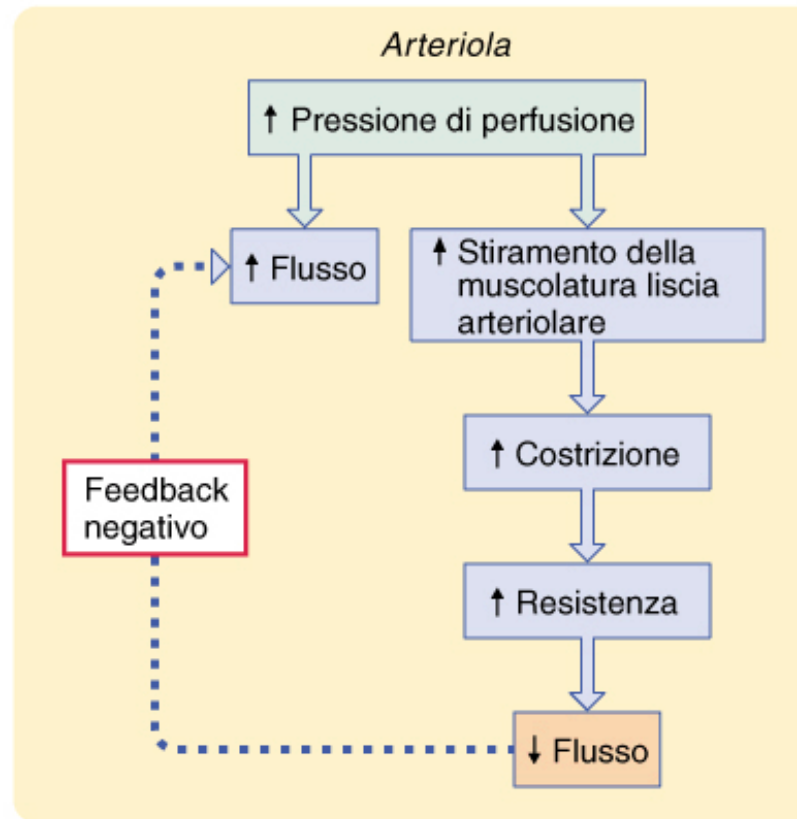 Arteriola
↑ Pressione di perfusione
↑ Flusso
↑ Stiramento della
muscolatura liscia
arteriolare
↑ Costrizione
Feedback
negativo
↑ Resistenza
↓ Flusso